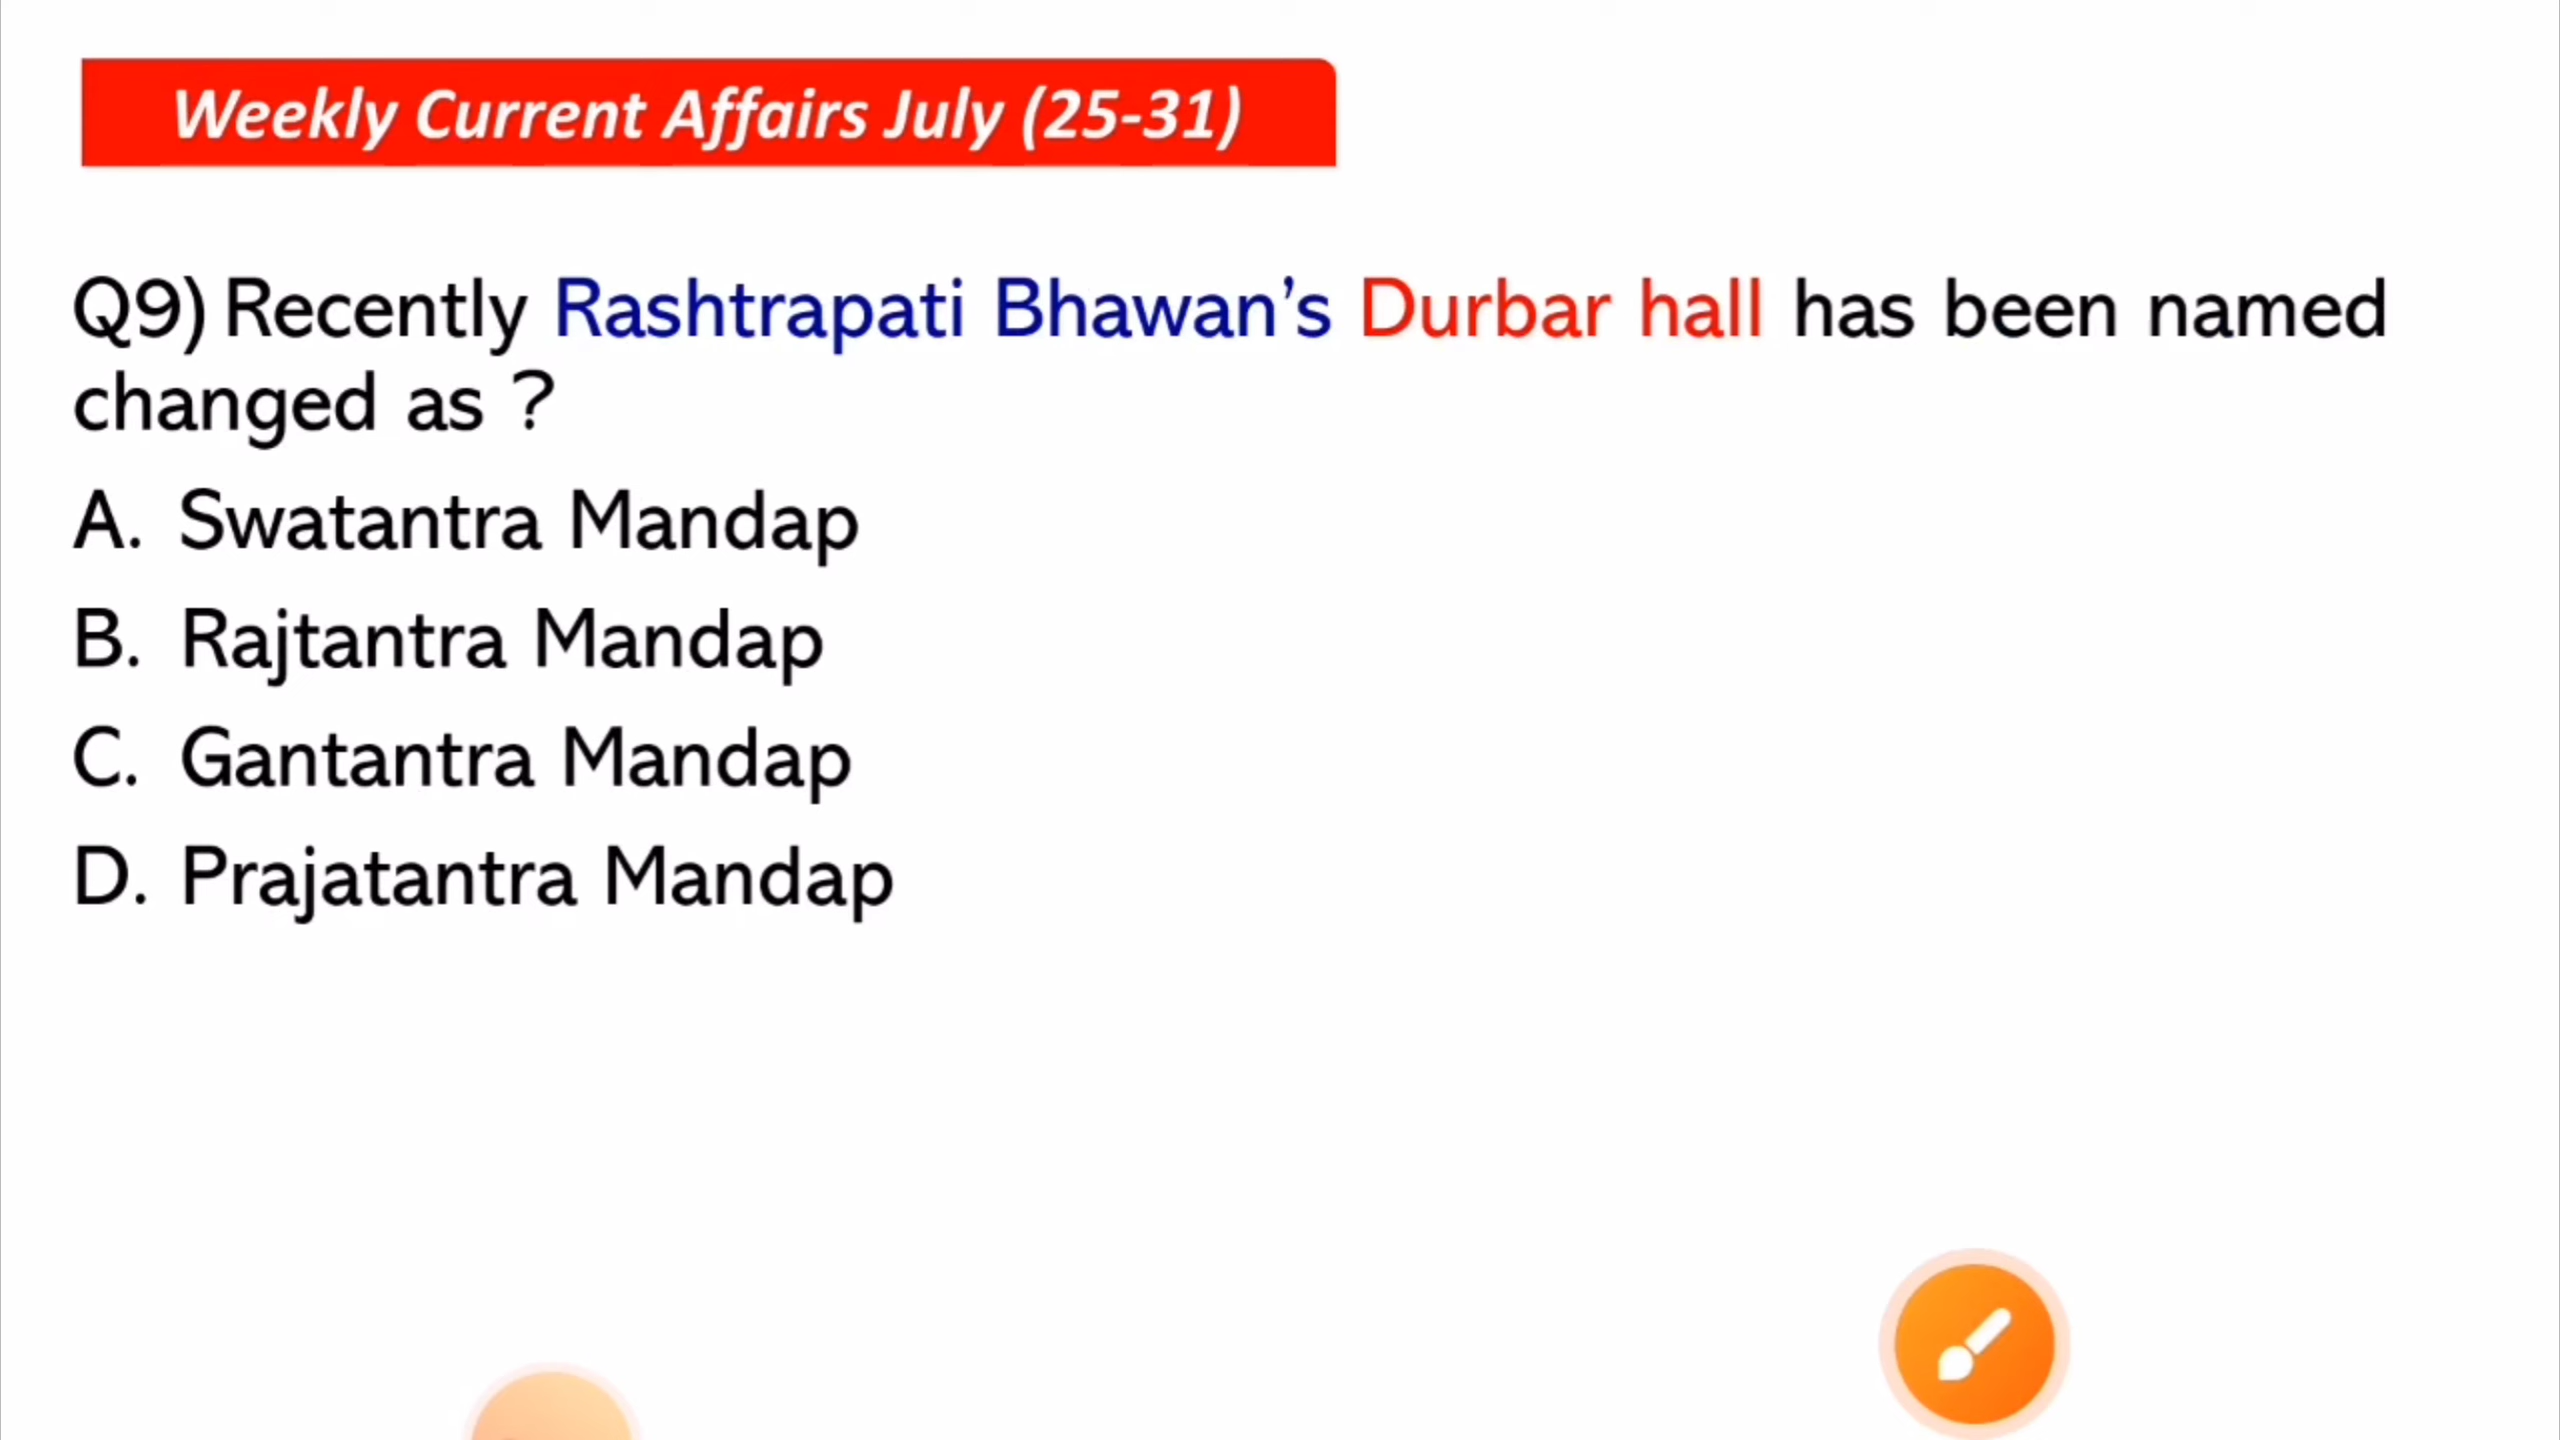 Weekly Current Affairs July (25-31)
Q9) Recently Rashtrapati Bhawan’s Durbar hall has been named
changed as ?
A. Swatantra Mandap
B. Rajtantra Mandap
C. Gantantra Mandap
D. Prajatantra Mandap